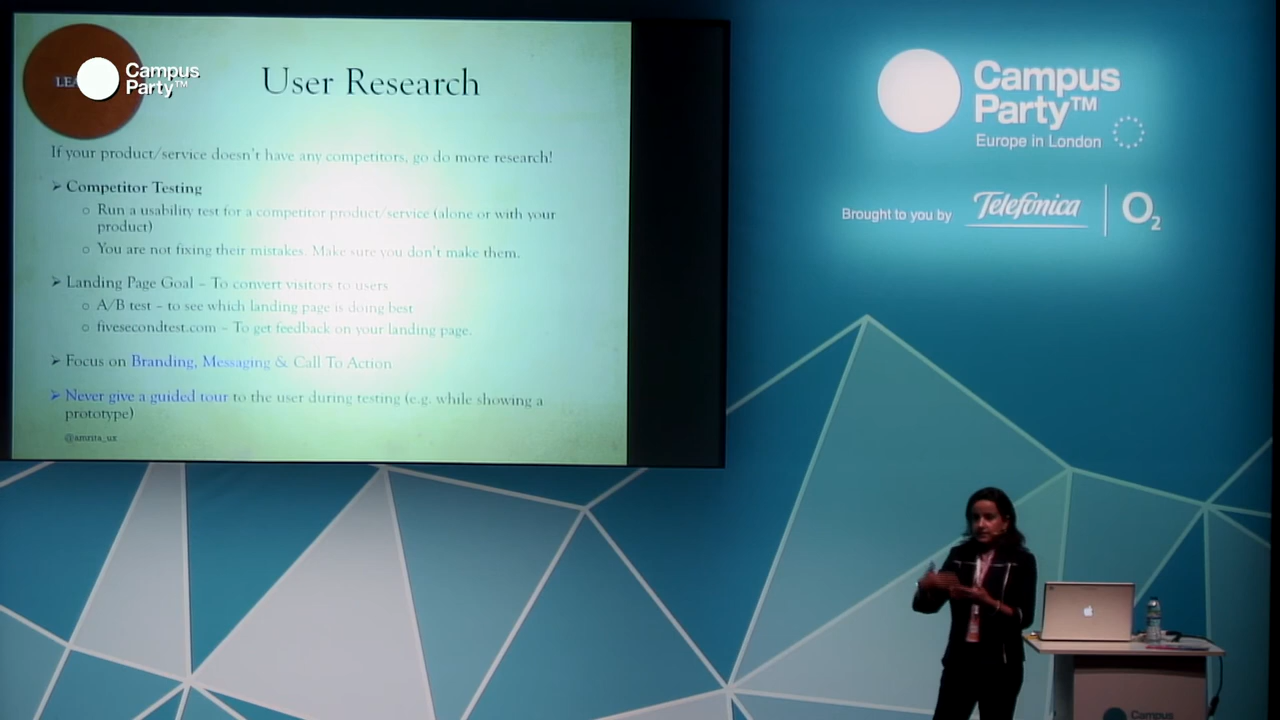 LEA
Campus
Party™
User Research
If your product/service doesn't have any competitors, go do more research!
➢ Competitor Testing
o Run a usability test for a competitor product/service (alone or with your
product)
o You are not fixing their mistakes. Make sure you don't make them.
➢ Landing Page Goal – To convert visitors to users
o A/B test – to see which landing page is doing best
o fivesecondtest.com – To get feedback on your landing page.
➢ Focus on Branding, Messaging & Call To Action
➢ Never give a guided tour to the user during testing (e.g. while showing a
prototype)
@amrita_ux
Campus
Party™
Europe in London
Brought to you by
Telefónica
O2
Campus